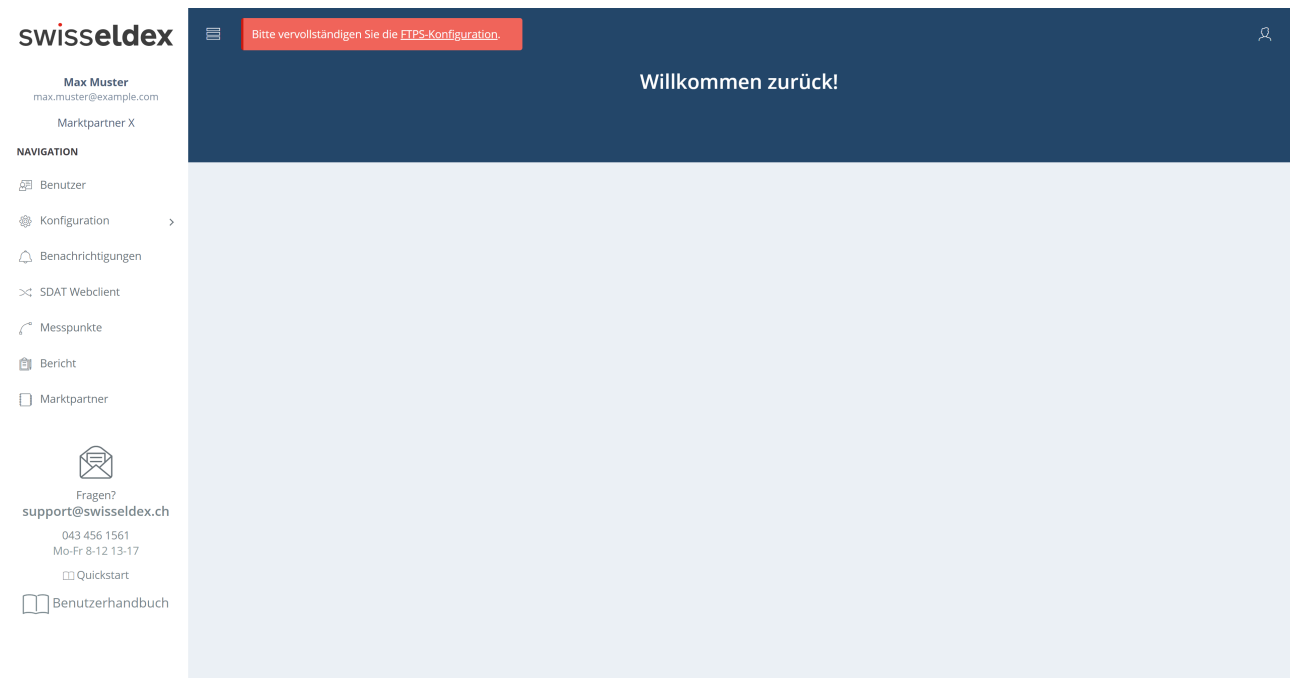 swisseldex
Bitte vervollständigen Sie die FTPS-Konfiguration.
Willkommen zurück!
Max Muster
max.muster@example.com
Marktpartner X
NAVIGATION
Benutzer
Konfiguration
Benachrichtigungen
SDAT Webclient
Messpunkte
Bericht
Marktpartner
Fragen?
support@swisseldex.ch
043 456 1561
Mo-Fr 8-12 13-17
Quickstart
Benutzerhandbuch